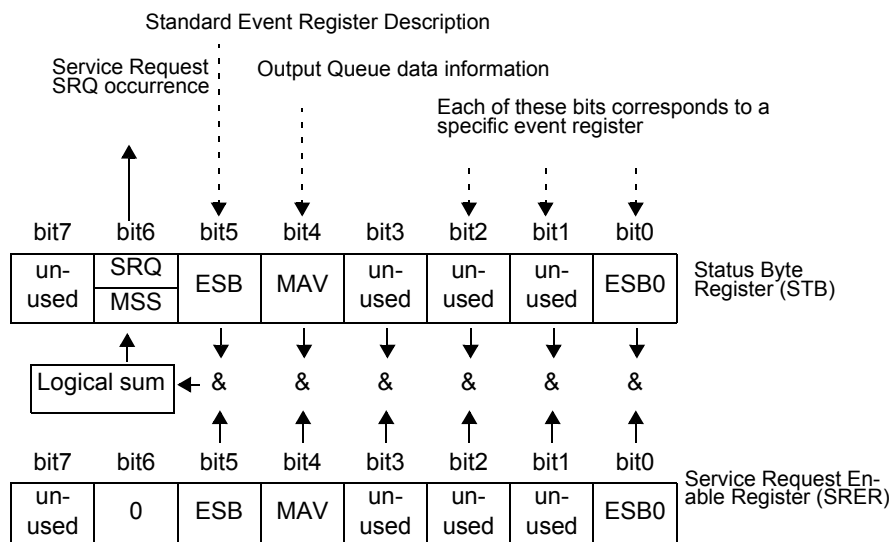 Standard Event Register Description
Service Request
SRQ occurrence
Output Queue data information
Each of these bits corresponds to a
specific event register
bit7 bit6 bit5 bit4 bit3 bit2 bit1 bit0
un-
used
SRQ
MSS
ESB
MAV
un-
used
un-
used
un-
used
ESB0
Status Byte
Register (STB)
Logical sum
& & & & & &
bit7 bit6 bit5 bit4 bit3 bit2 bit1 bit0
un-
used
0
ESB
MAV
un-
used
un-
used
un-
used
ESB0
Service Request En-
able Register (SRER)